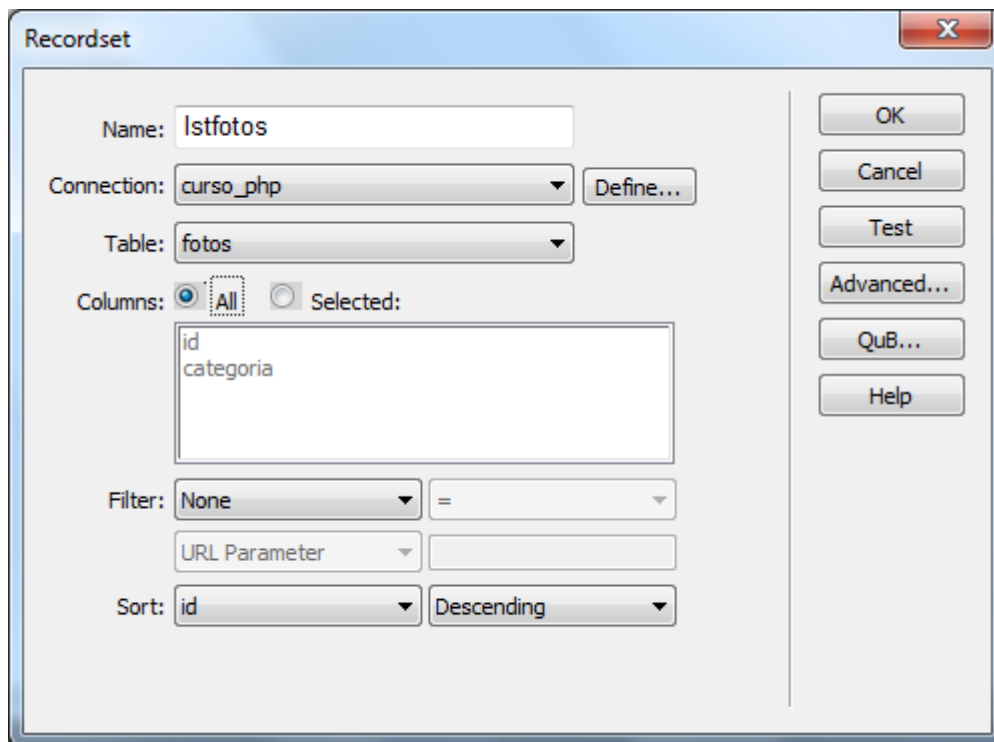 Recordset
Name: lstfotos
OK
Connection: curso_php Define...
Cancel
Table: fotos
Test
Columns: All Selected:
Advanced...
id
categoria
QuB...
Help
Filter: None =
URL Parameter
Sort: id Descending